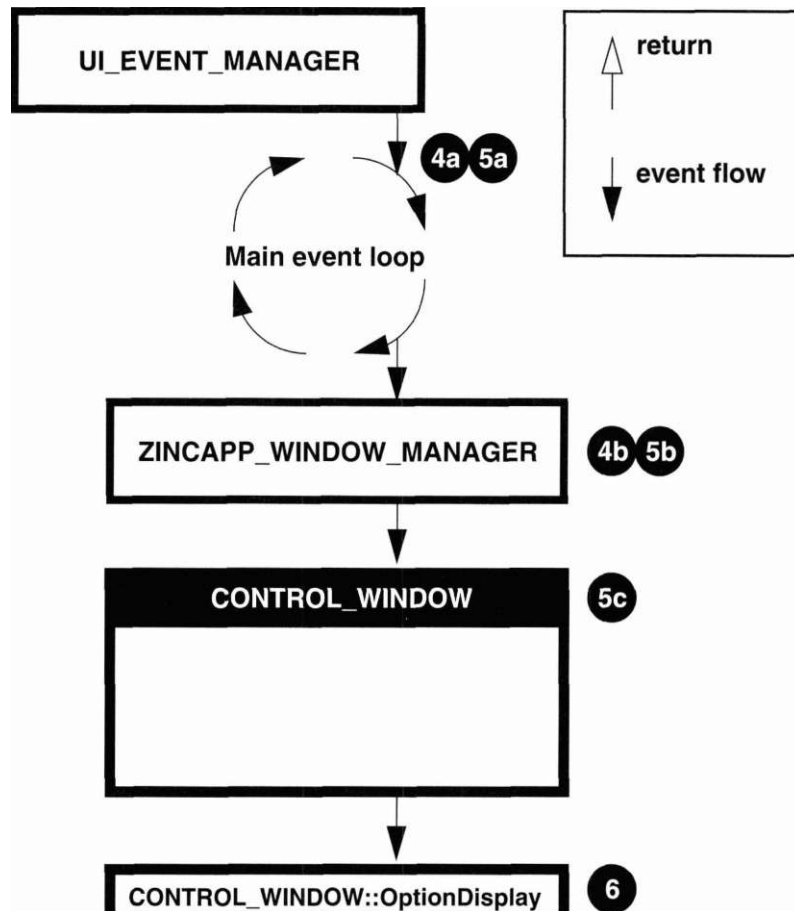 UI_EVENT_MANAGER
return
4a 5a
event flow
Main event loop
ZINCAPP_WINDOW_MANAGER
4b 5b
CONTROL_WINDOW
5c
CONTROL_WINDOW::OptionDisplay
6